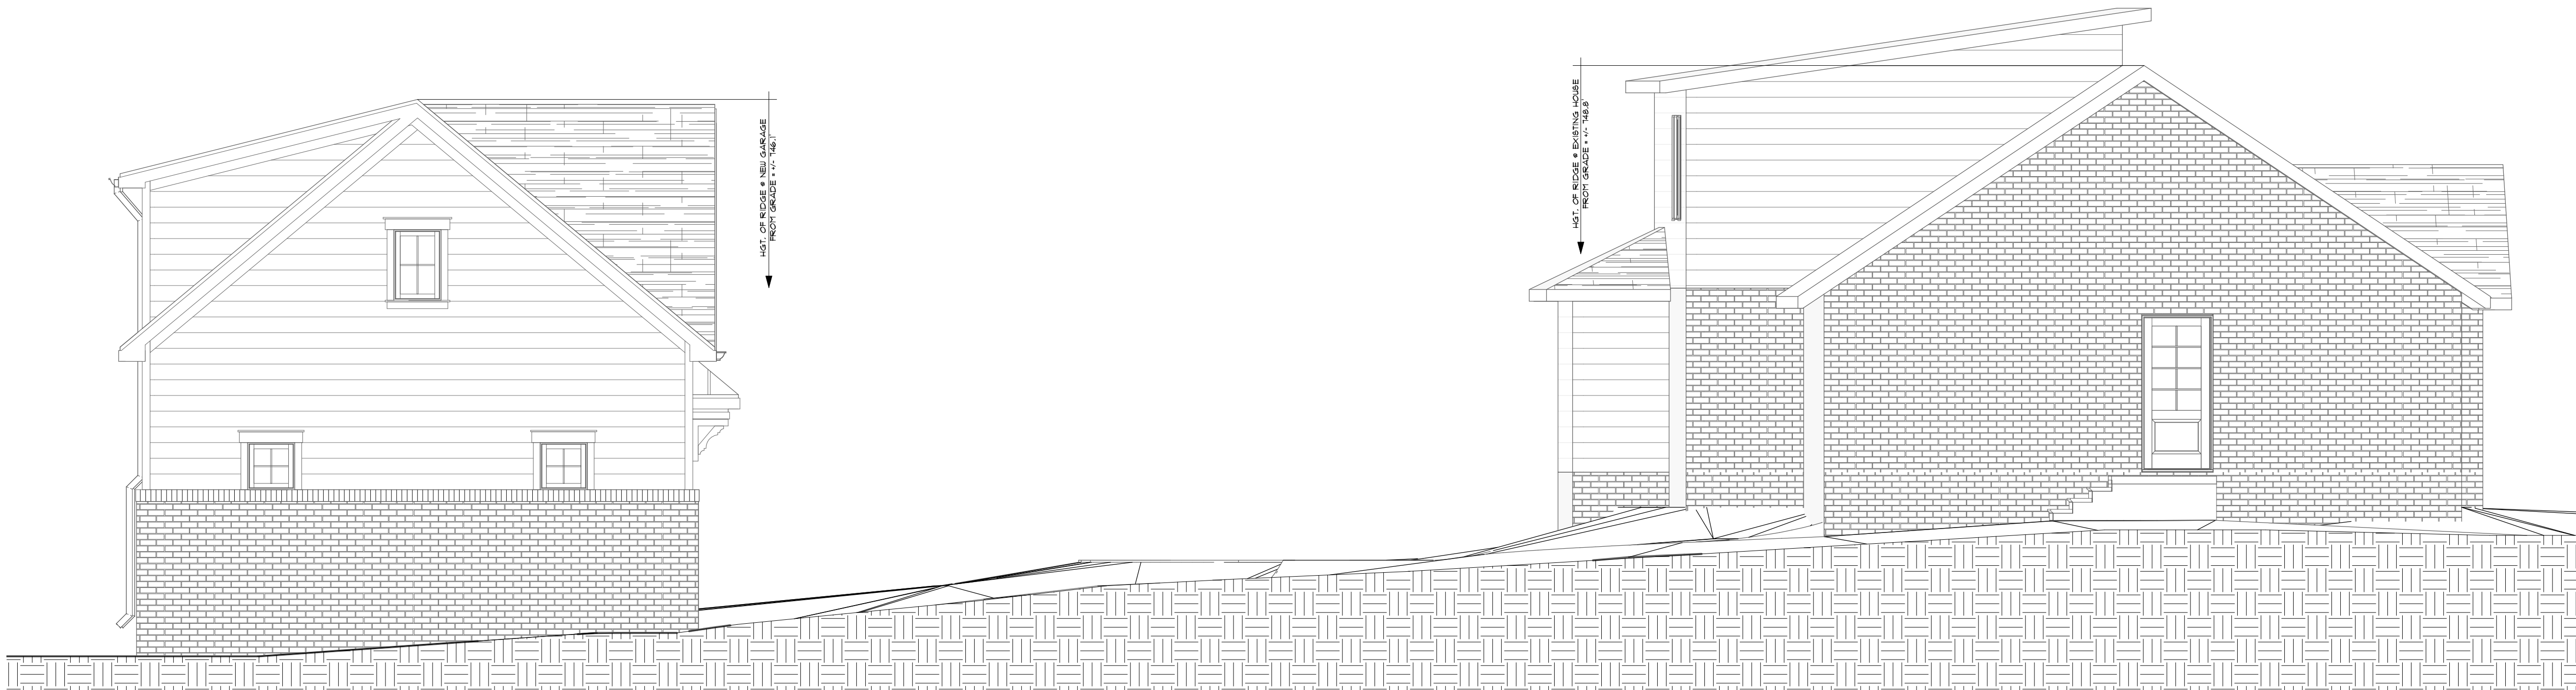 HGT. OF RIDGE @ NEW GARAGE
FROM GRADE = +/- 746.1'
HGT. OF RIDGE @ EXISTING HOUSE
FROM GRADE = +/- 748.8'